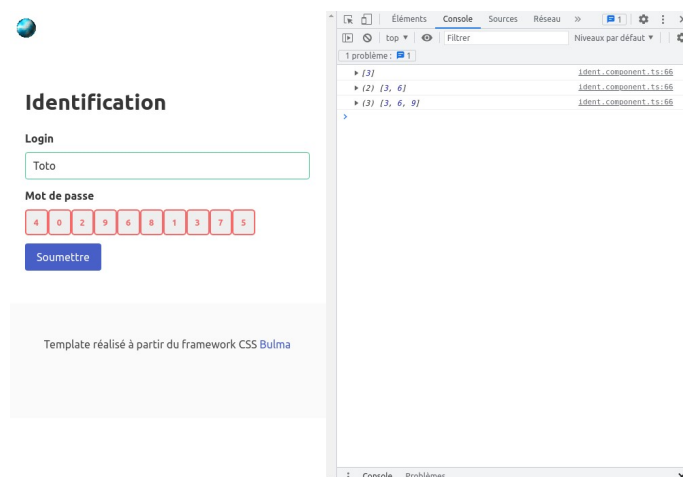 Éléments Console Sources Réseau » 1
top ▼ Filtrer Niveaux par défaut ▼
1 problème : 1
[3] ident.component.ts:66
(2) [3, 6] ident.component.ts:66
(3) [3, 6, 9] ident.component.ts:66
Identification
Login
Toto
Mot de passe
4 0 2 9 6 8 1 3 7 5
Soumettre
Template réalisé à partir du framework CSS Bulma
Console Problèmes